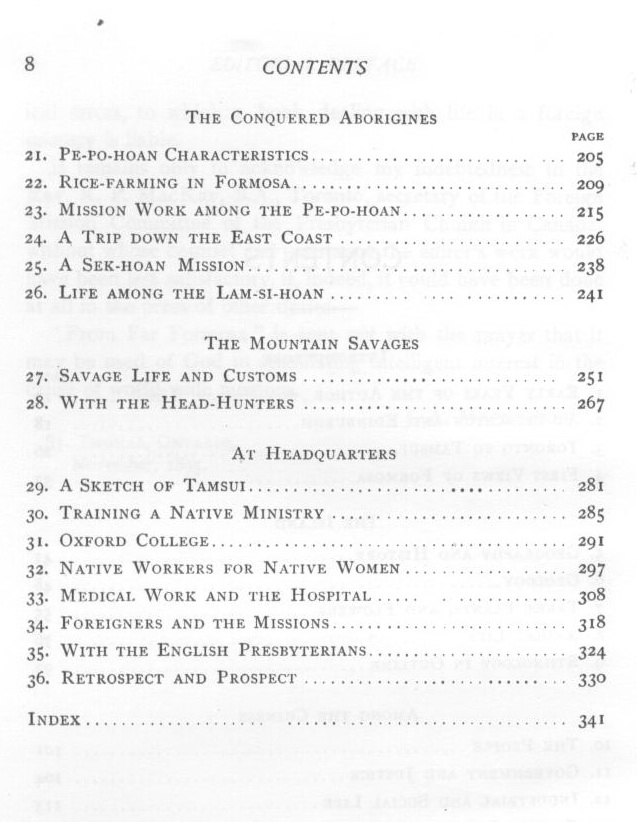 8 CONTENTS
THE CONQUERED ABORIGINES
PAGE
21. PE-PO-HOAN CHARACTERISTICS 205
22. RICE-FARMING IN FORMOSA 209
23. MISSION WORK AMONG THE PE-PO-HOAN 215
24. A TRIP DOWN THE EAST COAST 226
25. A SEK-HOAN MISSION 238
26. LIFE AMONG THE LAM-SI-HOAN 241
THE MOUNTAIN SAVAGES
27. SAVAGE LIFE AND CUSTOMS 251
28. WITH THE HEAD-HUNTERS 267
AT HEADQUARTERS
29. A SKETCH OF TAMSUI 281
30. TRAINING A NATIVE MINISTRY 285
31. OXFORD COLLEGE 291
32. NATIVE WORKERS FOR NATIVE WOMEN 297
33. MEDICAL WORK AND THE HOSPITAL 308
34. FOREIGNERS AND THE MISSIONS 318
35. WITH THE ENGLISH PRESBYTERIANS 324
36. RETROSPECT AND PROSPECT 330
INDEX 341